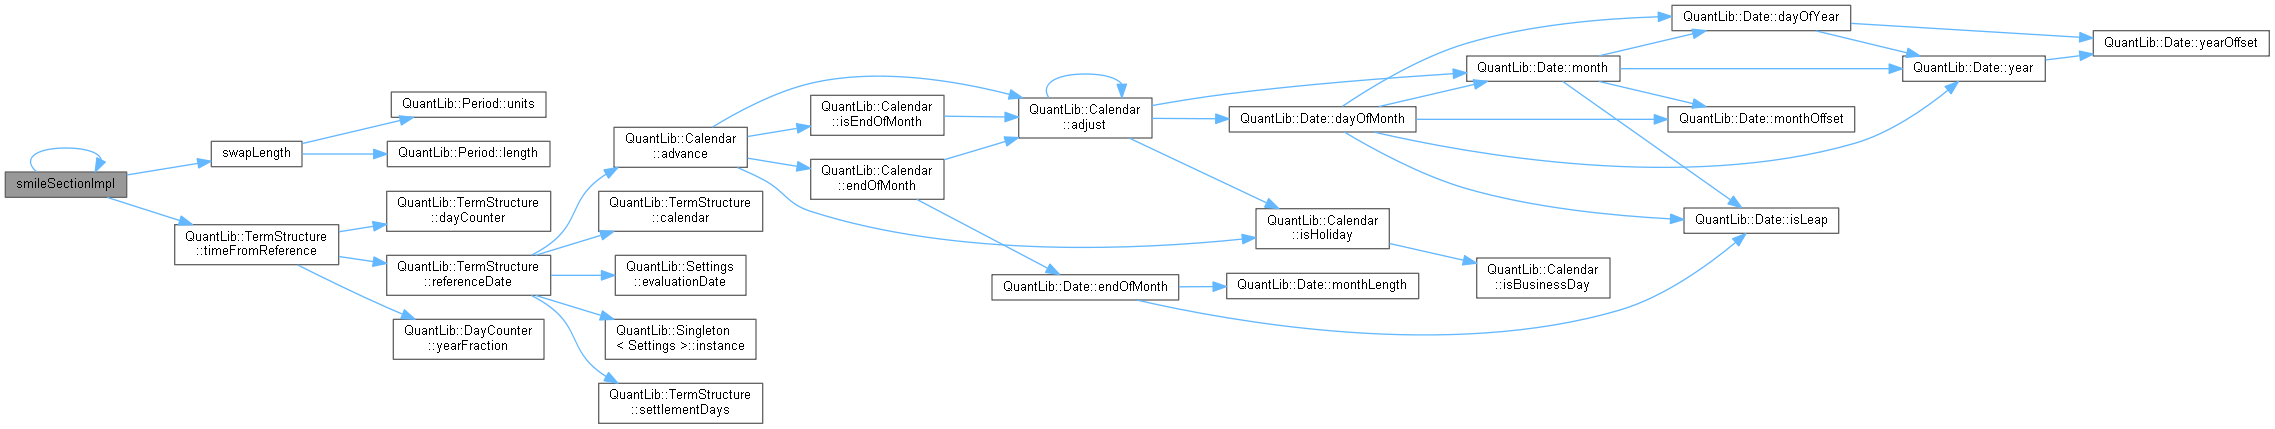 smileSectionImpl
swapLength
QuantLib::Period::units
QuantLib::Period::length
QuantLib::TermStructure
::timeFromReference
QuantLib::TermStructure
::dayCounter
QuantLib::TermStructure
::referenceDate
QuantLib::DayCounter
::yearFraction
QuantLib::Calendar
::advance
QuantLib::TermStructure
::calendar
QuantLib::Settings
::evaluationDate
QuantLib::Singleton
< Settings >::instance
QuantLib::TermStructure
::settlementDays
QuantLib::Calendar
::isEndOfMonth
QuantLib::Calendar
::endOfMonth
QuantLib::Calendar
::adjust
QuantLib::Date::endOfMonth
QuantLib::Date::dayOfMonth
QuantLib::Calendar
::isHoliday
QuantLib::Date::monthLength
QuantLib::Date::month
QuantLib::Calendar
::isBusinessDay
QuantLib::Date::dayOfYear
QuantLib::Date::monthOffset
QuantLib::Date::isLeap
QuantLib::Date::year
QuantLib::Date::yearOffset